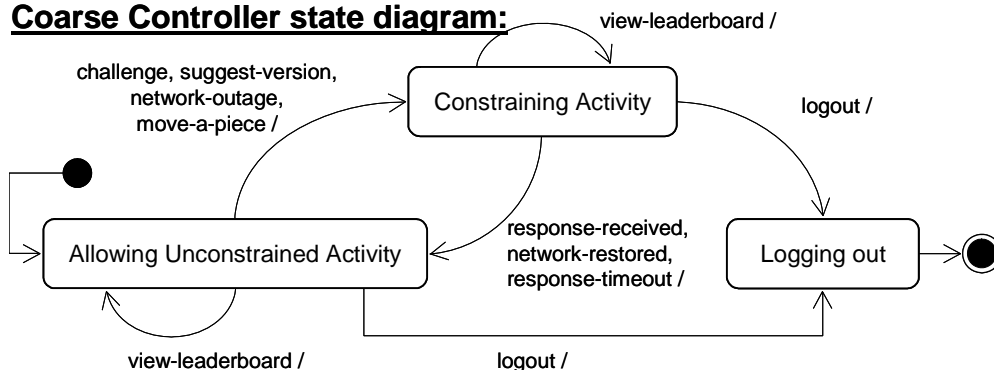 Coarse Controller state diagram:
view-leaderboard /
challenge, suggest-version,
network-outage,
move-a-piece /
Constraining Activity
logout /
response-received,
network-restored,
response-timeout /
Allowing Unconstrained Activity
Logging out
view-leaderboard /
logout /